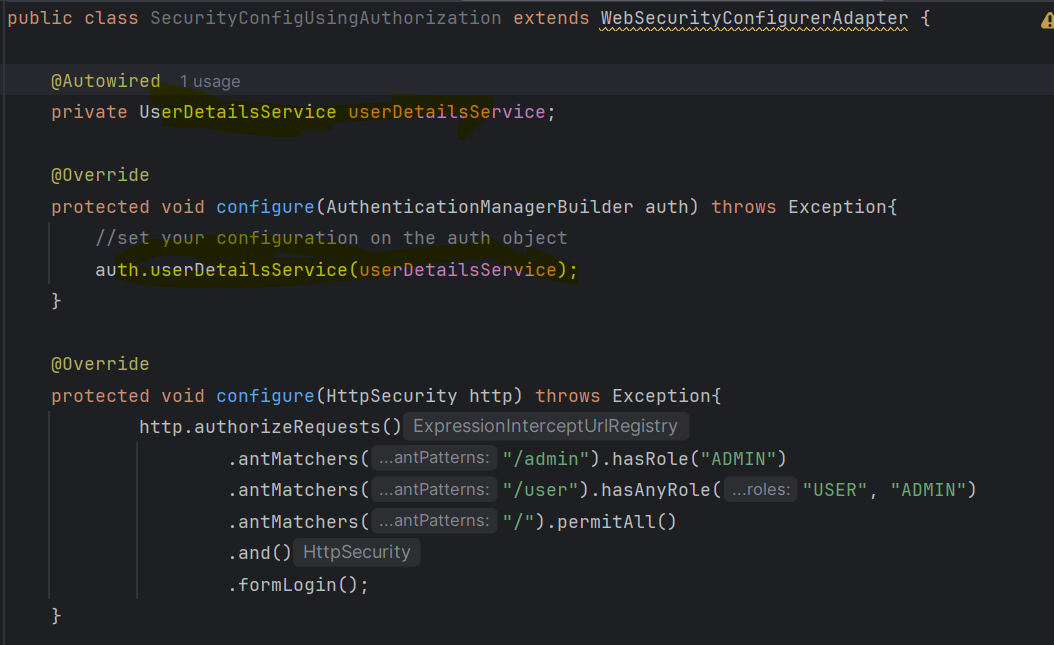 public class SecurityConfigUsingAuthorization extends WebSecurityConfigurerAdapter {
@Autowired 1 usage
private UserDetailsService userDetailsService;
@Override
protected void configure(AuthenticationManagerBuilder auth) throws Exception{
//set your configuration on the auth object
auth.userDetailsService(userDetailsService);
}
@Override
protected void configure(HttpSecurity http) throws Exception{
http.authorizeRequests() ExpressionInterceptUrlRegistry
.antMatchers( ...antPatterns: "/admin").hasRole("ADMIN")
.antMatchers( ...antPatterns: "/user").hasAnyRole( ...roles: "USER", "ADMIN")
.antMatchers( ...antPatterns: "/").permitAll()
.and() HttpSecurity
.formLogin();
}